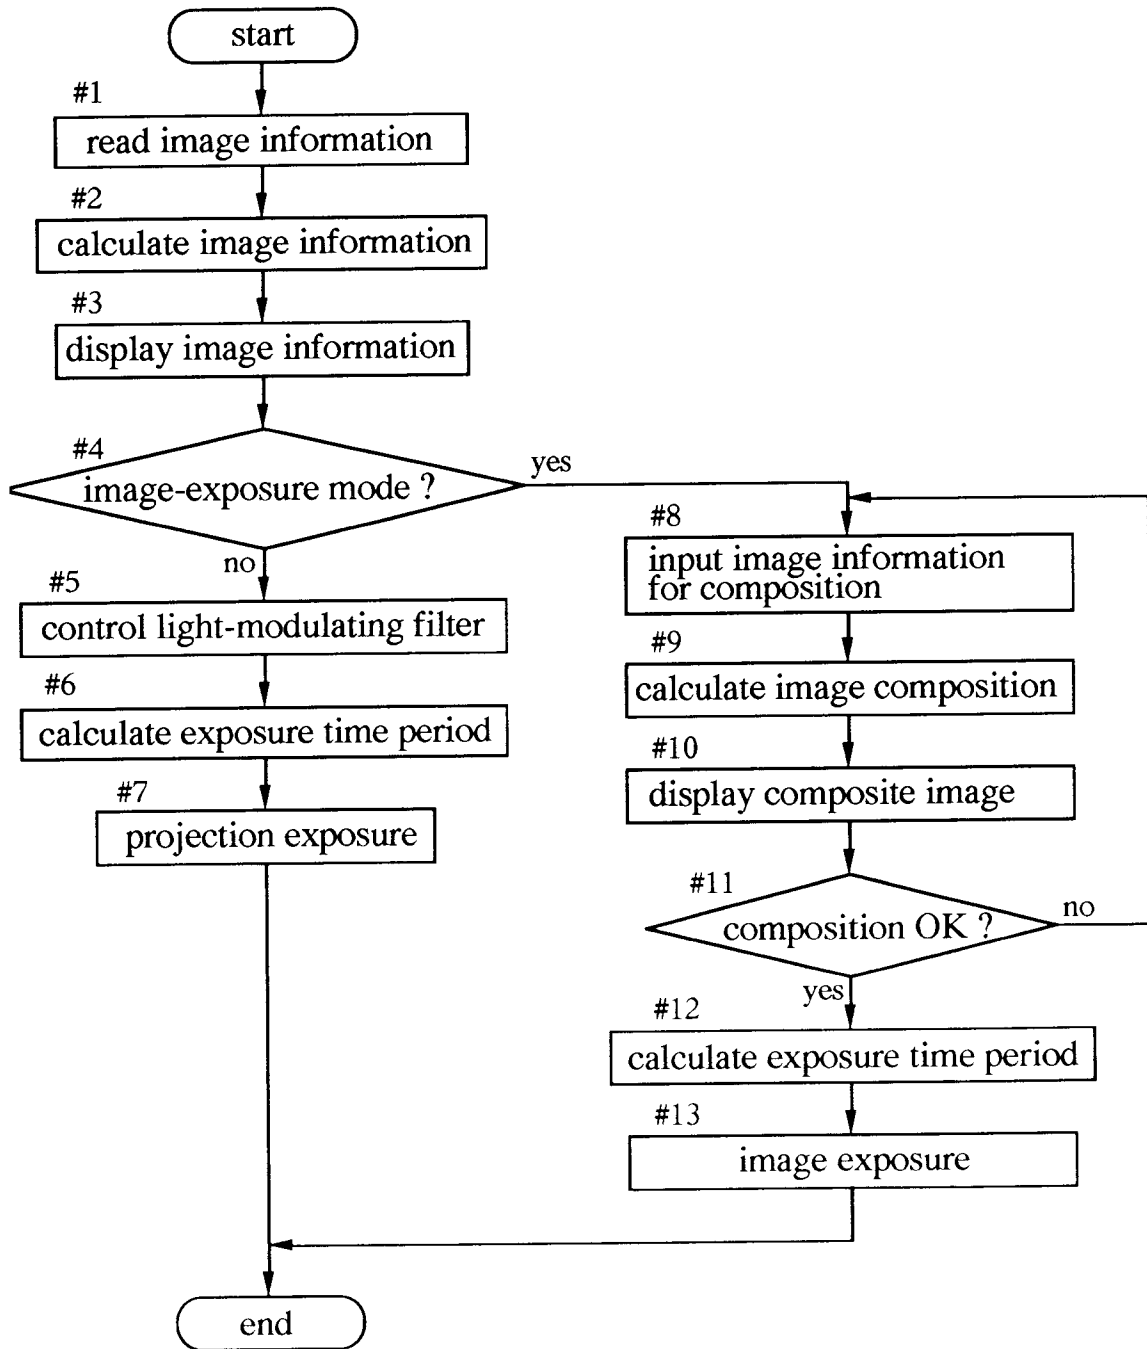 start
#1
read image information
#2
calculate image information
#3
display image information
#4
image-exposure mode ?
yes
no
#5
control light-modulating filter
#6
calculate exposure time period
#7
projection exposure
#8
input image information
for composition
#9
calculate image composition
#10
display composite image
#11
composition OK ?
no
yes
#12
calculate exposure time period
#13
image exposure
end